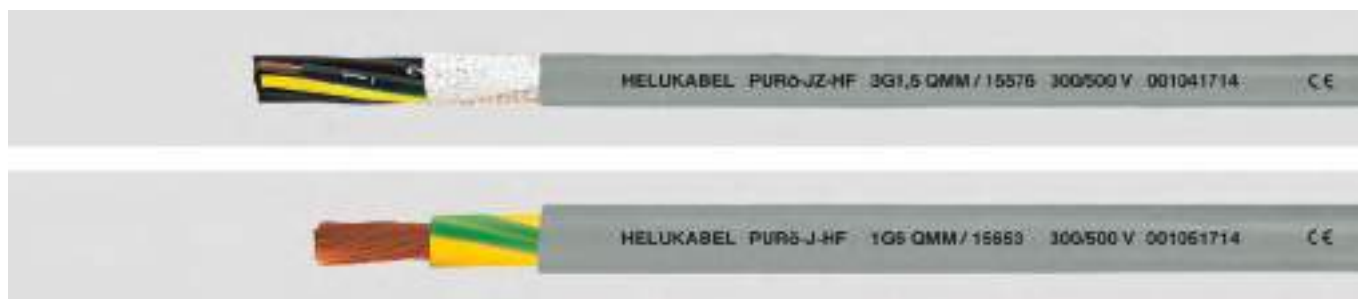 HELUKABEL PURö-JZ-HF 3G1,5 QMM / 15576 300/500 V 001041714 CE
HELUKABEL PURö-J-HF 1G6 QMM / 15653 300/500 V 001051714 CE